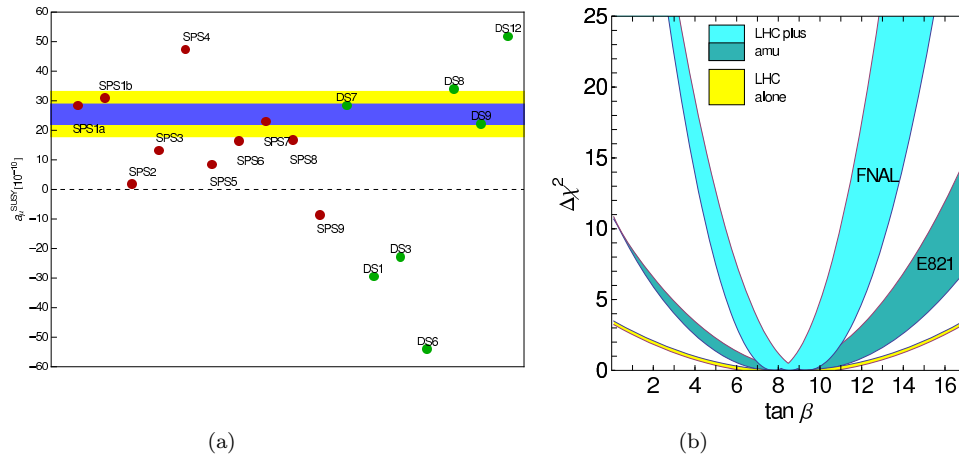 60
50
40
30
20
10
0
−10
−20
−30
−40
−50
−60
a_μ^SUSY [10^−10]
SPS4
DS12
SPS1b
DS8
DS7
SPS1a
DS9
SPS3
SPS7
SPS6
SPS8
SPS2
SPS5
SPS9
DS3
DS1
DS6
(a)
25
20
15
10
5
0
Δχ²
LHC plus
amu
LHC
alone
FNAL
E821
2 4 6 8 10 12 14 16
tan β
(b)